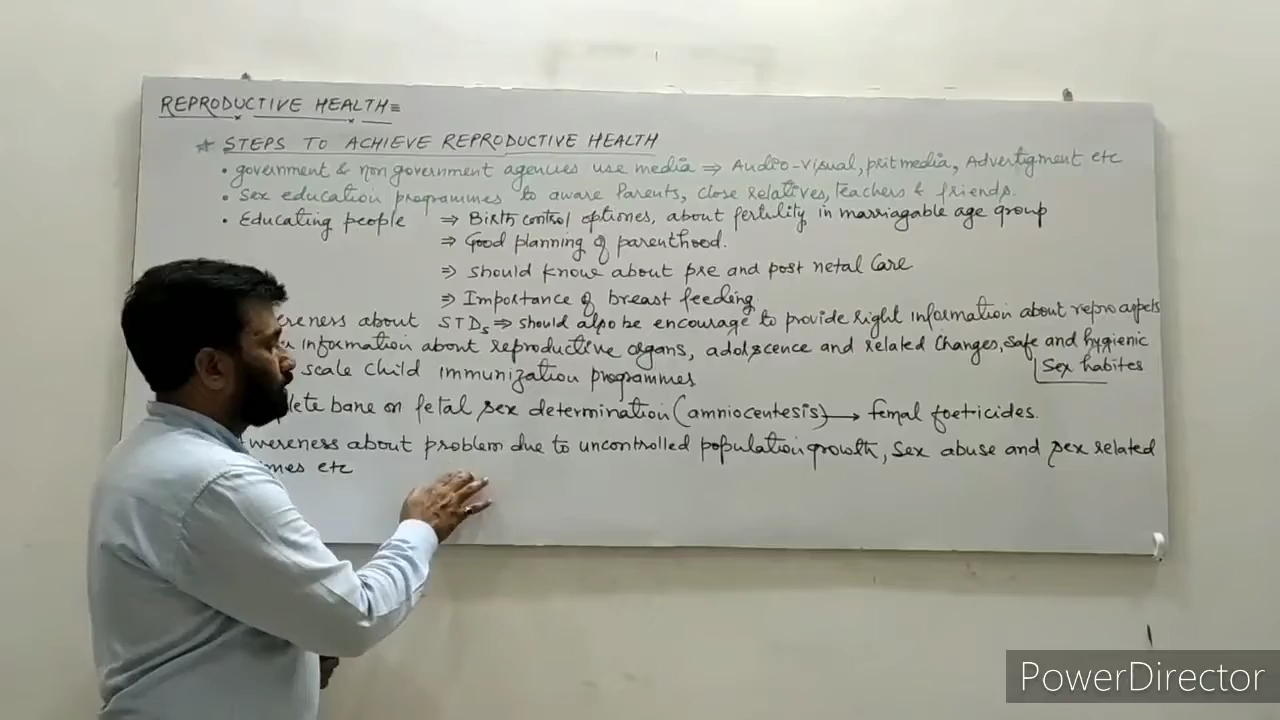 REPRODUCTIVE HEALTH
* STEPS TO ACHIEVE REPRODUCTIVE HEALTH
• government & non government agencies use media ⇒ Audio-visual, prit media, Advertigment etc
• Sex education programmes to aware Parents, close relatives, teachers & friends.
• Educating people ⇒ Birth control optiones, about fertility in marriagable age group
⇒ Good planning of parenthood.
⇒ should know about pre and post netal care
⇒ Importance of breast feeding
ereness about STDs ⇒ should also be encourage to provide right information about repro aspets
information about reproductive organs, adolscence and related changes, safe and hygienic
sex habites
scale child immunization programmes
lete bane on fetal sex determination (amniocentesis) → femal foeticides.
wereness about problem due to uncontrolled population growth, sex abuse and sex related
mes etc
PowerDirector